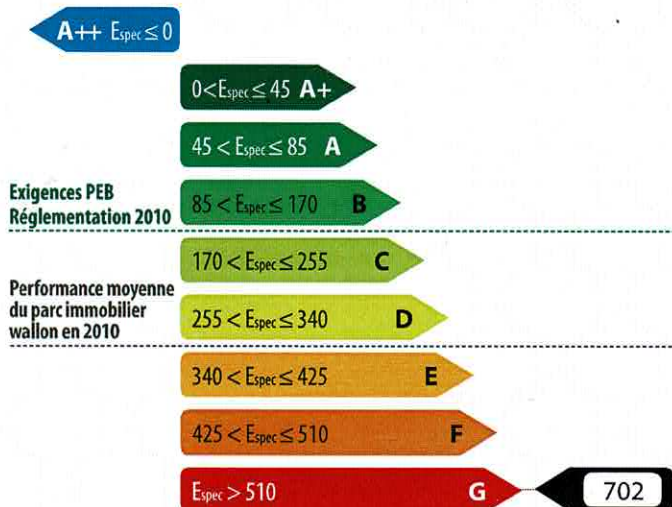 A++ Espec ≤ 0
0 < Espec ≤ 45 A+
45 < Espec ≤ 85 A
Exigences PEB
Réglementation 2010
85 < Espec ≤ 170 B
170 < Espec ≤ 255 C
Performance moyenne
du parc immobilier
wallon en 2010
255 < Espec ≤ 340 D
340 < Espec ≤ 425 E
425 < Espec ≤ 510 F
Espec > 510 G 702